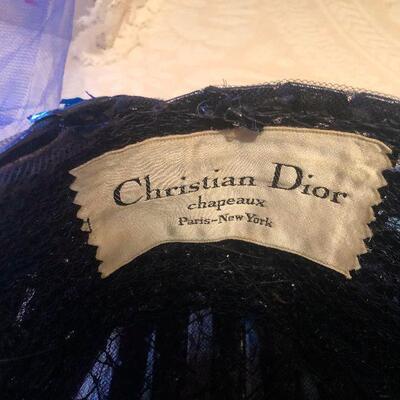 Christian Dior
chapeaux
Paris-New York